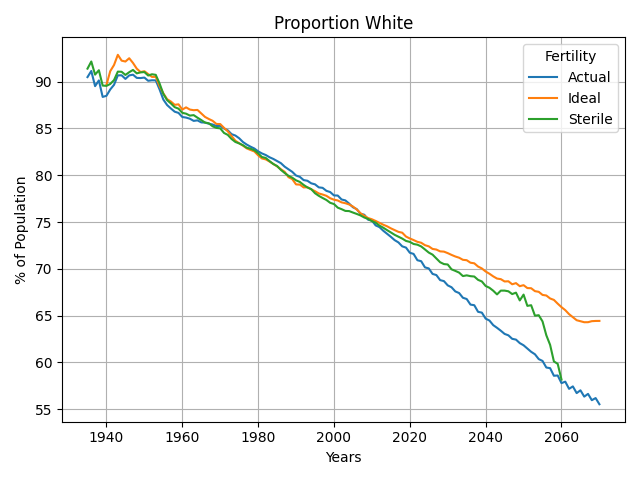 Proportion White
% of Population
90
85
80
75
70
65
60
55
Fertility
Actual
Ideal
Sterile
1940 1960 1980 2000 2020 2040 2060
Years